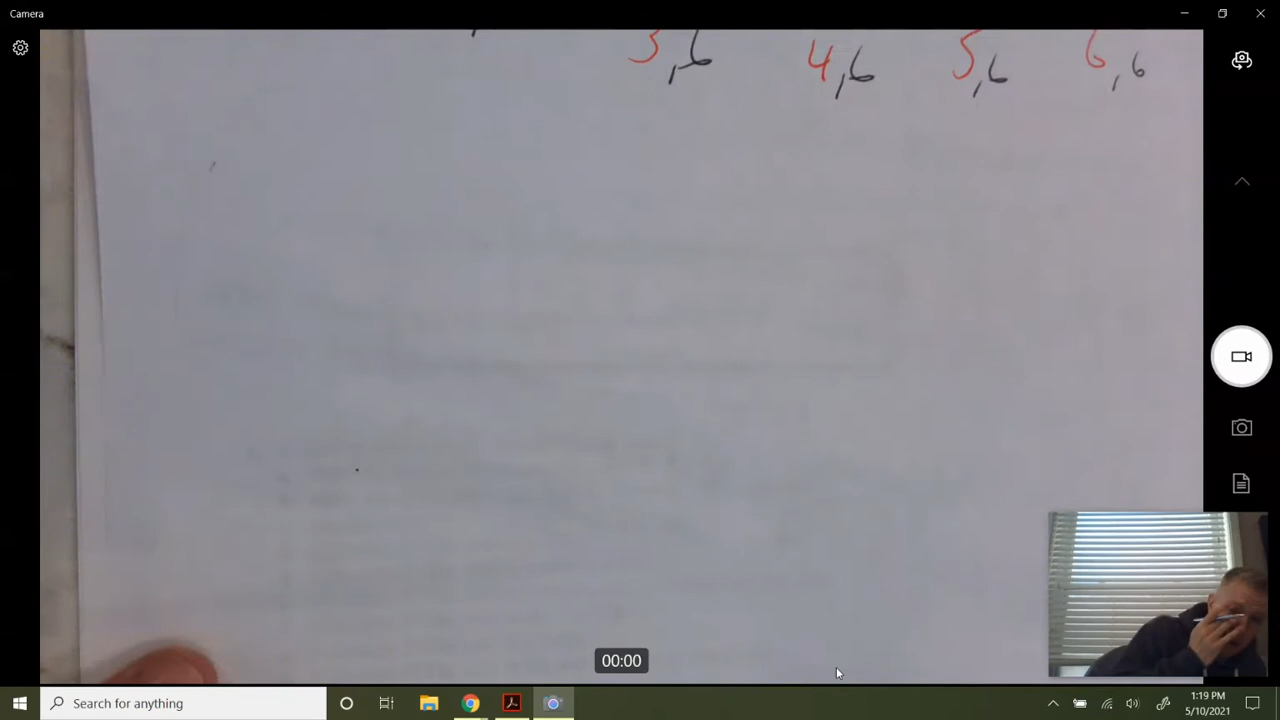 Camera
3,6 4,6 5,6 6,6
00:00
Search for anything
1:19 PM
5/10/2021